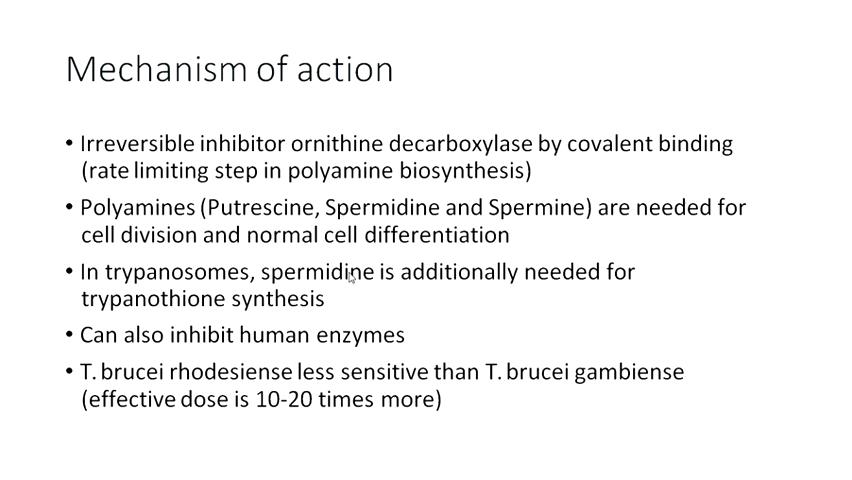 Mechanism of action
• Irreversible inhibitor ornithine decarboxylase by covalent binding
(rate limiting step in polyamine biosynthesis)
• Polyamines (Putrescine, Spermidine and Spermine) are needed for
cell division and normal cell differentiation
• In trypanosomes, spermidine is additionally needed for
trypanothione synthesis
• Can also inhibit human enzymes
• T. brucei rhodesiense less sensitive than T. brucei gambiense
(effective dose is 10-20 times more)